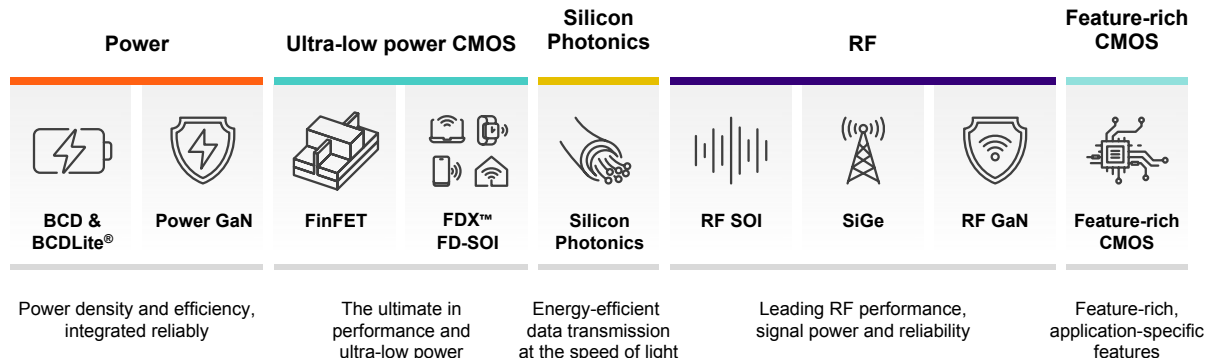 Power
Ultra-low power CMOS
Silicon
Photonics
RF
Feature-rich
CMOS
BCD &
BCDLite®
Power GaN
FinFET
FDX™
FD-SOI
Silicon
Photonics
RF SOI
SiGe
RF GaN
Feature-rich
CMOS
Power density and efficiency,
integrated reliably
The ultimate in
performance and
ultra-low power
Energy-efficient
data transmission
at the speed of light
Leading RF performance,
signal power and reliability
Feature-rich,
application-specific
features